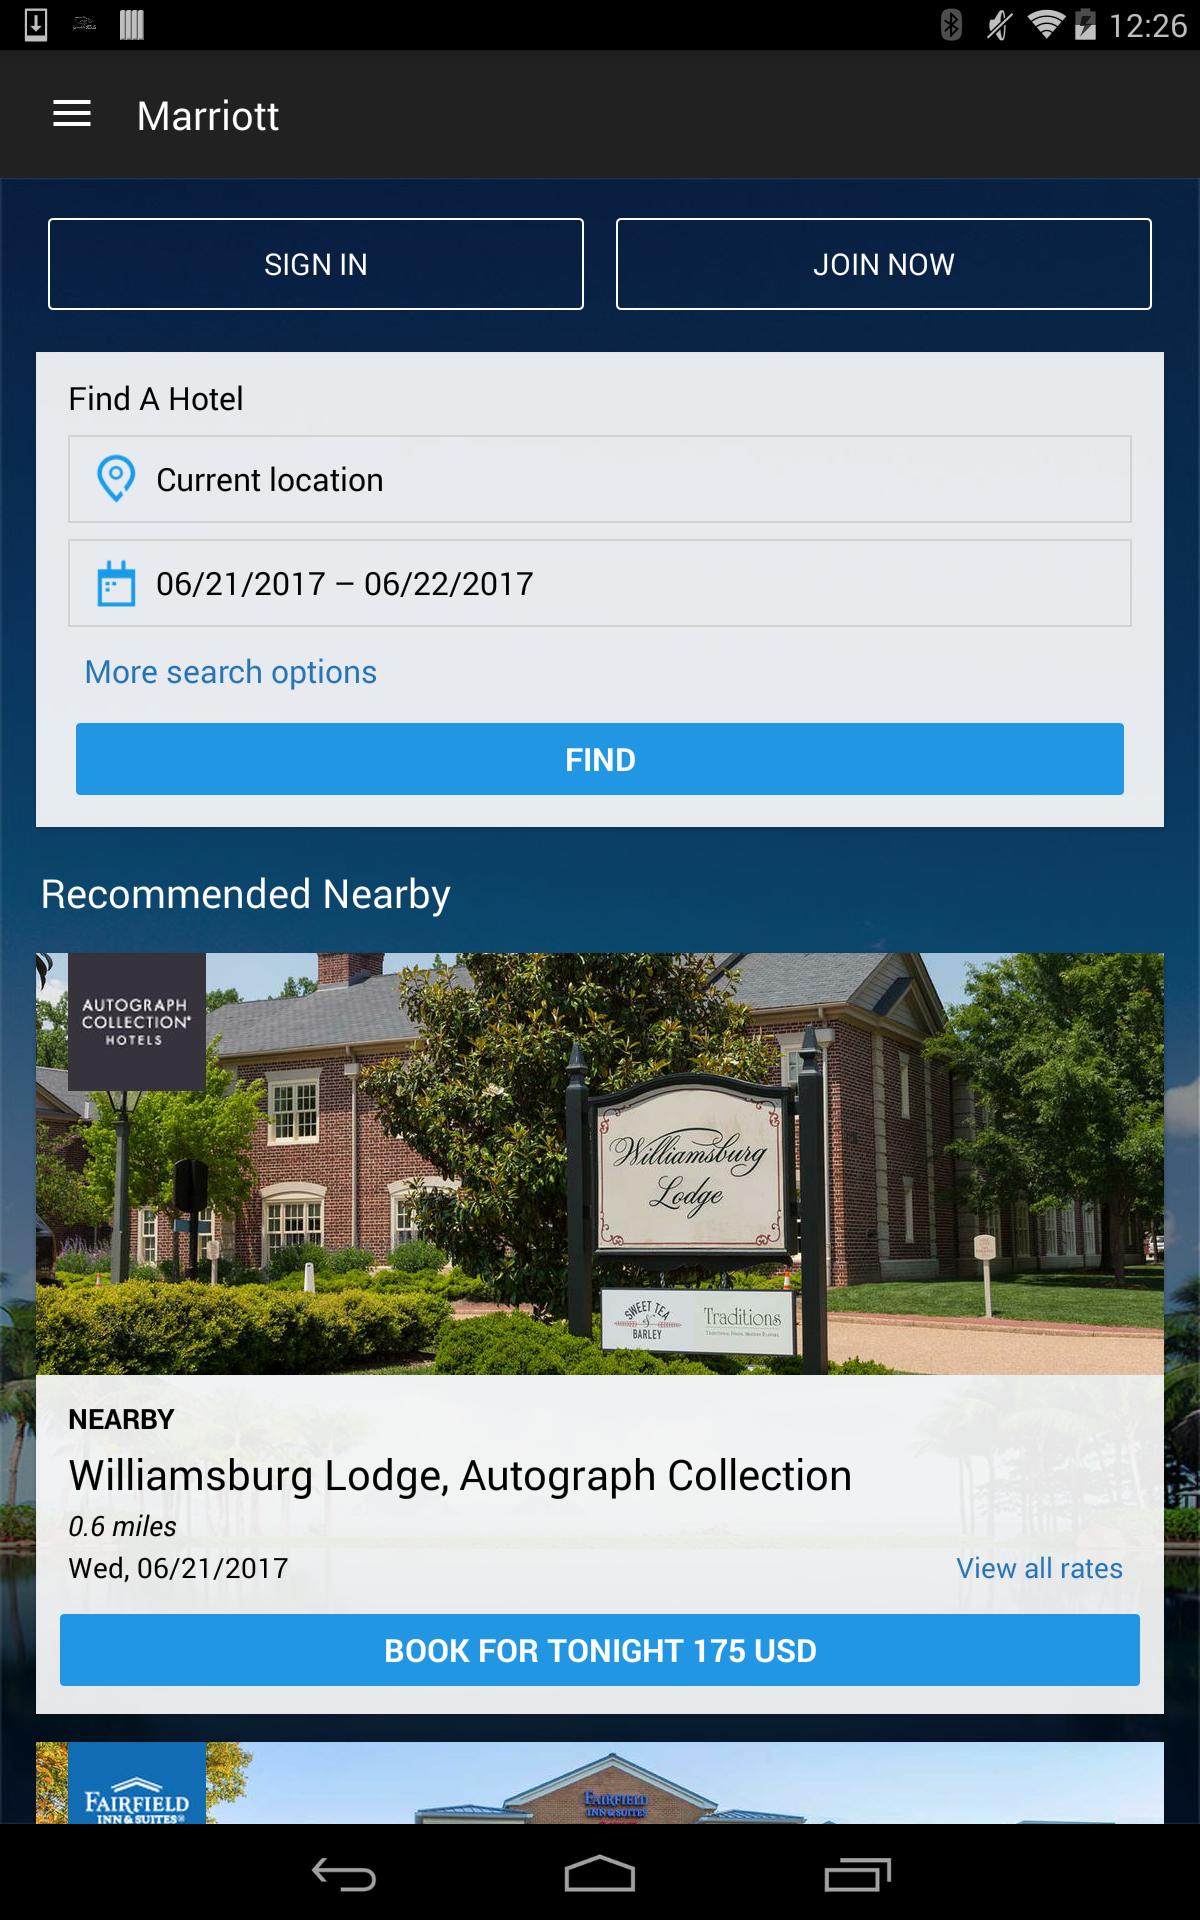 12:26
Marriott
SIGN IN
JOIN NOW
Find A Hotel
Current location
06/21/2017 – 06/22/2017
More search options
FIND
Recommended Nearby
AUTOGRAPH
COLLECTION®
HOTELS
Williamsburg
Lodge
SWEET TEA
&
BARLEY
Traditions
NEARBY
Williamsburg Lodge, Autograph Collection
0.6 miles
Wed, 06/21/2017
View all rates
BOOK FOR TONIGHT 175 USD
FAIRFIELD
INN & SUITES®
FAIRFIELD
INN & SUITES